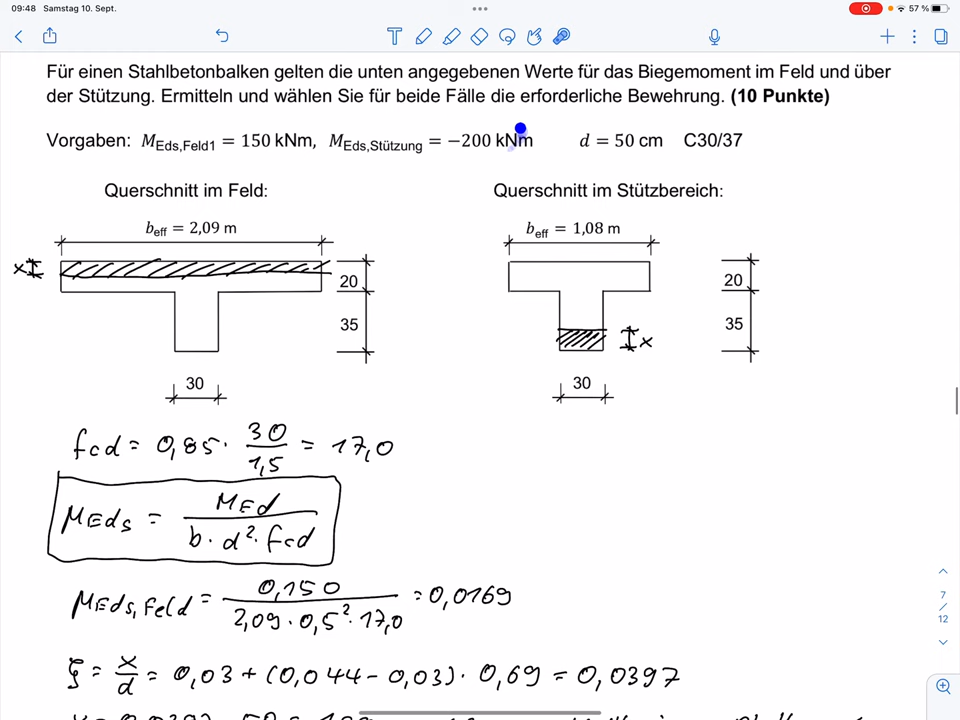 09:48 Samstag 10. Sept.
57 %
Für einen Stahlbetonbalken gelten die unten angegebenen Werte für das Biegemoment im Feld und über
der Stützung. Ermitteln und wählen Sie für beide Fälle die erforderliche Bewehrung. (10 Punkte)
Vorgaben: M_Eds,Feld1 = 150 kNm, M_Eds,Stützung = −200 kNm d = 50 cm C30/37
Querschnitt im Feld: Querschnitt im Stützbereich:
b_eff = 2,09 m b_eff = 1,08 m
x 20 20
35 x 35
30 30
fcd = 0,85 · 30/1,5 = 17,0
μEds = MEd / (b · d² · fcd)
μEds,Feld = 0,150 / (2,09 · 0,5² · 17,0) = 0,0169
ξ = x/d = 0,03 + (0,044 − 0,03) · 0,69 = 0,0397
7
/
12